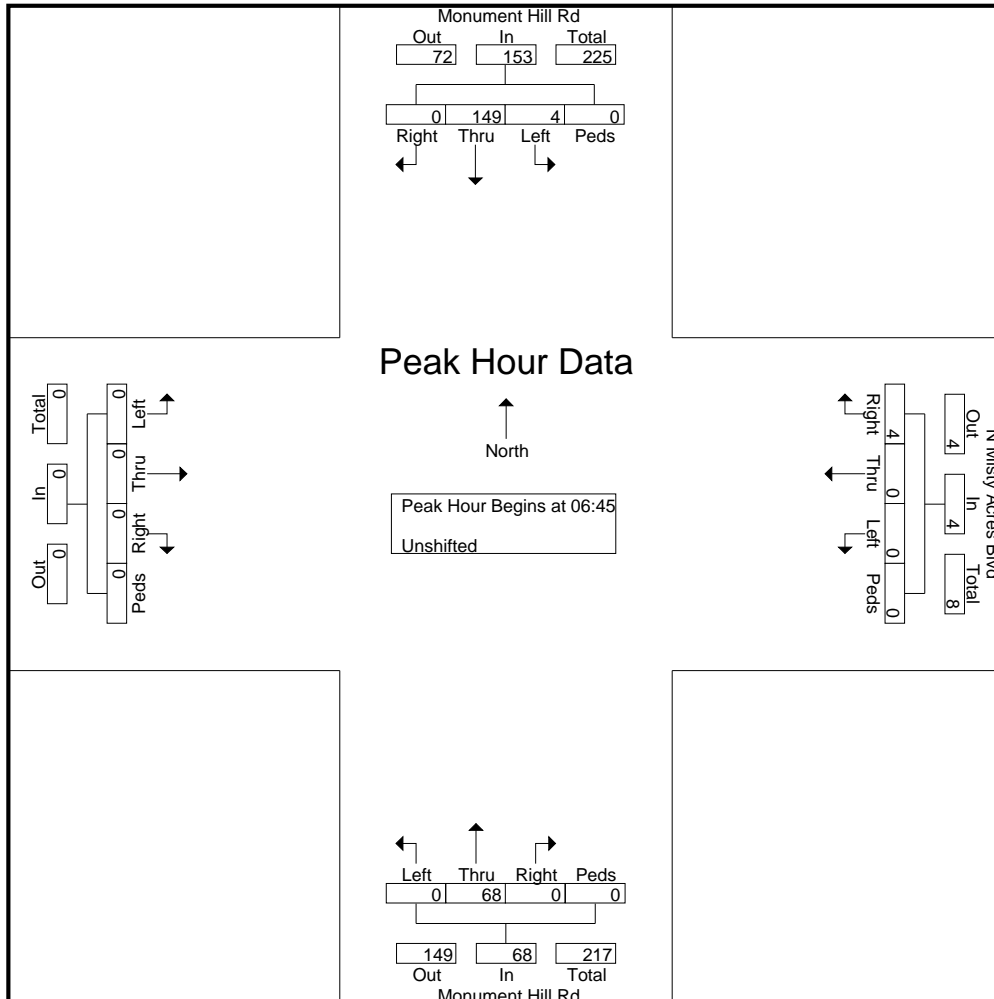 Monument Hill Rd
Out In Total
72 153 225
0 149 4 0
Right Thru Left Peds
Peak Hour Data
North
Peak Hour Begins at 06:45
Unshifted
Total In Out
0 0 0
0 0 0 0
Left Thru Right Peds
Right Thru Left Peds
4 0 0 0
Out In Total
4 4 8
N Misty Acres Blvd
Left Thru Right Peds
0 68 0 0
149 68 217
Out In Total
Monument Hill Rd